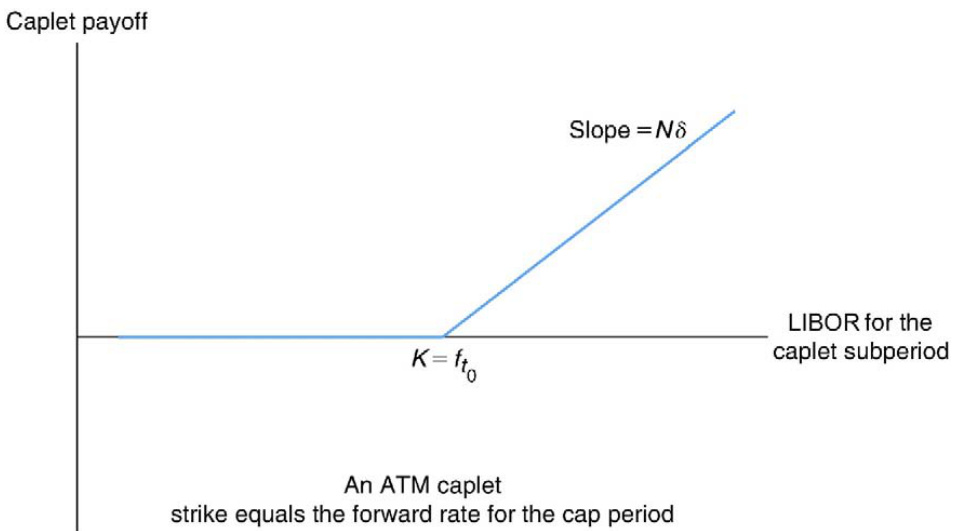 Caplet payoff
Slope = Nδ
LIBOR for the
caplet subperiod
K = f_{t_0}
An ATM caplet
strike equals the forward rate for the cap period